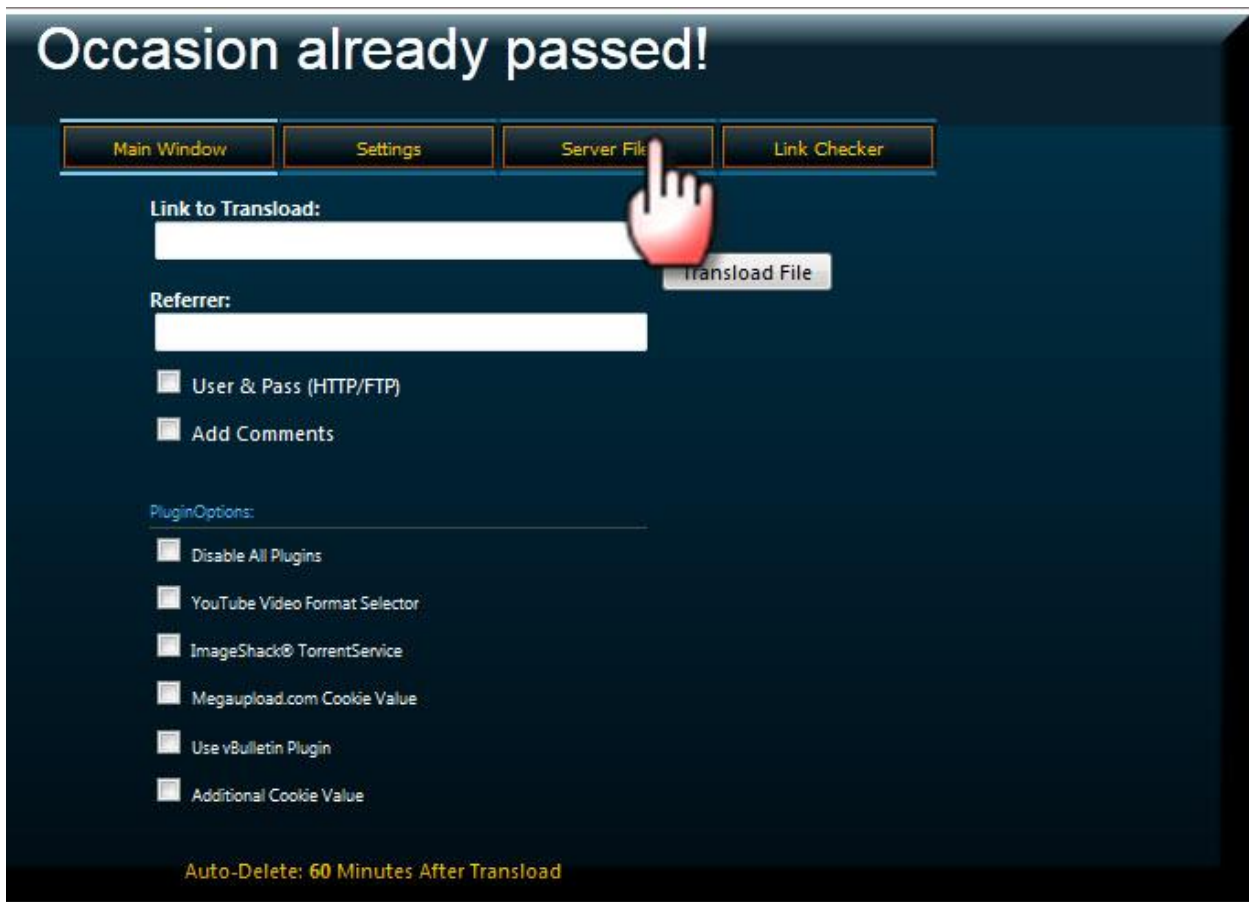 Occasion already passed!
Main Window Settings Server Link Checker
Link to Transload:
Transload File
Referrer:
User & Pass (HTTP/FTP)
Add Comments
PluginOptions:
Disable All Plugins
YouTube Video Format Selector
ImageShack® TorrentService
Megaupload.com Cookie Value
Use vBulletin Plugin
Additional Cookie Value
Auto-Delete: 60 Minutes After Transload